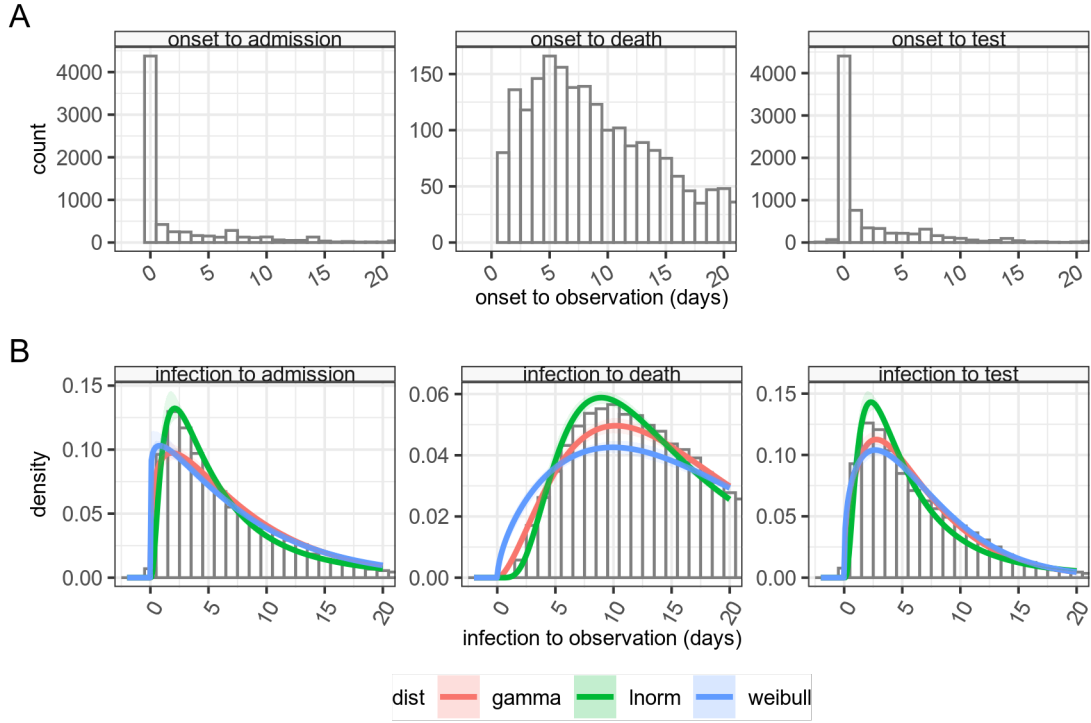 A
onset to admission
onset to death
onset to test
count
4000
3000
2000
1000
0
150
100
50
0
4000
3000
2000
1000
0
0 5 10 15 20
0 5 10 15 20
0 5 10 15 20
onset to observation (days)
B
infection to admission
infection to death
infection to test
density
0.15
0.10
0.05
0.00
0.06
0.04
0.02
0.00
0.15
0.10
0.05
0.00
0 5 10 15 20
0 5 10 15 20
0 5 10 15 20
infection to observation (days)
dist gamma lnorm weibull